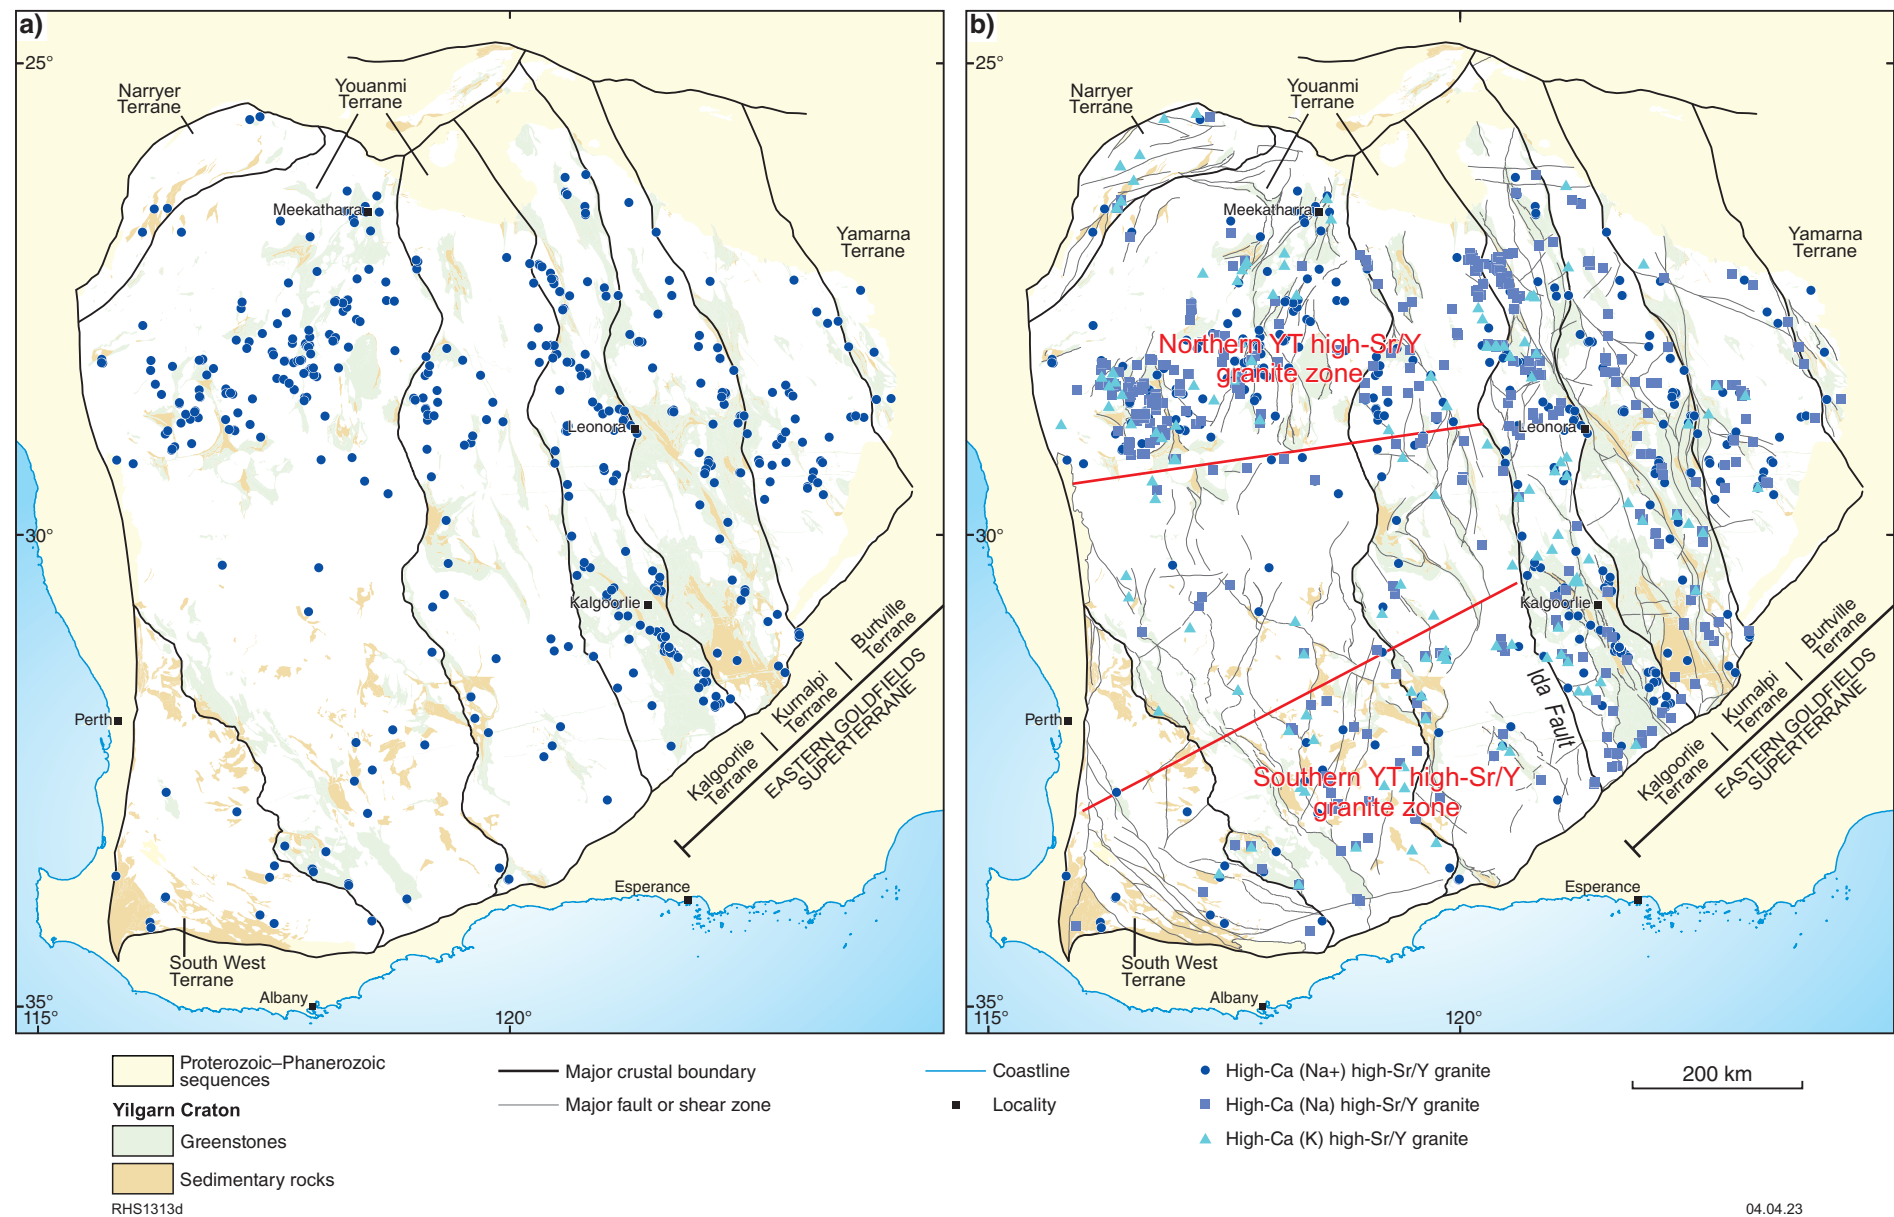 a)
25°
Narryer
Terrane
Youanmi
Terrane
Meekatharra
Yamarna
Terrane
Leonora
30°
Kalgoorlie
Perth
Kalgoorlie
Terrane
Kurnalpi
Terrane
Burtville
Terrane
EASTERN GOLDFIELDS
SUPERTERRANE
Esperance
South West
Terrane
Albany
35°
115°
120°
b)
25°
Narryer
Terrane
Youanmi
Terrane
Meekatharra
Yamarna
Terrane
Northern YT high-Sr/Y
granite zone
Leonora
30°
Kalgoorlie
Ida Fault
Perth
Southern YT high-Sr/Y
granite zone
Kalgoorlie
Terrane
Kurnalpi
Terrane
Burtville
Terrane
EASTERN GOLDFIELDS
SUPERTERRANE
Esperance
South West
Terrane
Albany
35°
115°
120°
Proterozoic–Phanerozoic
sequences
Yilgarn Craton
Greenstones
Sedimentary rocks
Major crustal boundary
Major fault or shear zone
Coastline
Locality
High-Ca (Na+) high-Sr/Y granite
High-Ca (Na) high-Sr/Y granite
High-Ca (K) high-Sr/Y granite
200 km
RHS1313d
04.04.23